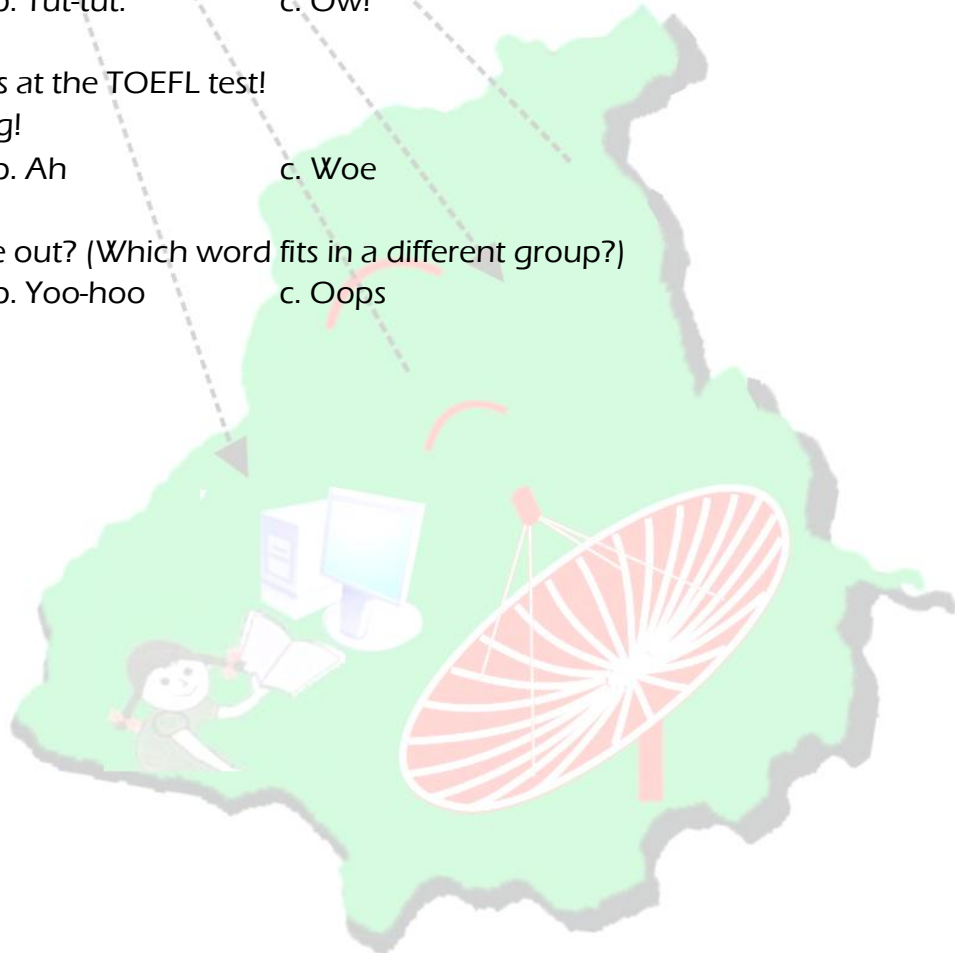 b. Tut-tut. c. Ow!
s at the TOEFL test!
g!
b. Ah c. Woe
e out? (Which word fits in a different group?)
b. Yoo-hoo c. Oops